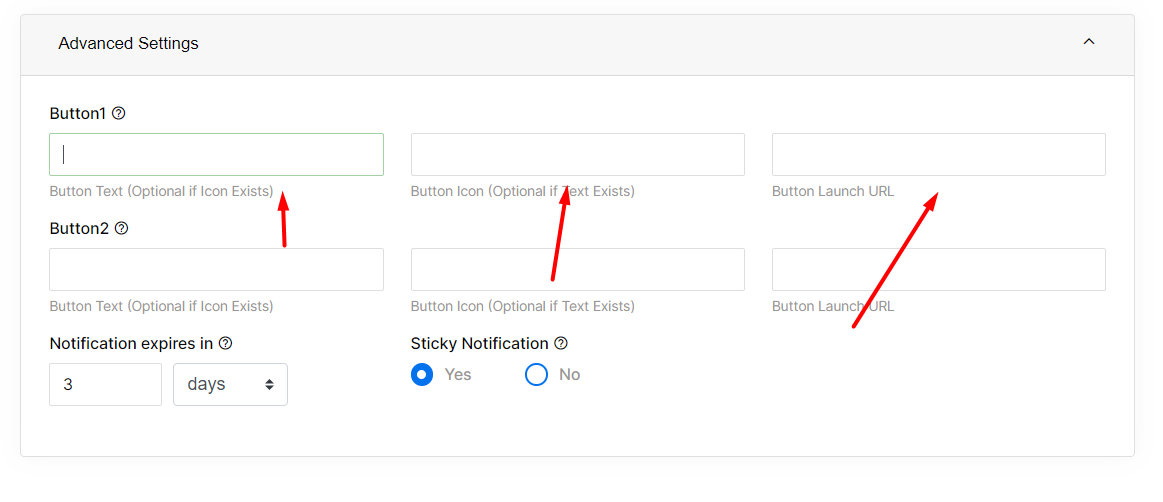 Advanced Settings
Button1
Button Text (Optional if Icon Exists) Button Icon (Optional if Text Exists) Button Launch URL
Button2
Button Text (Optional if Icon Exists) Button Icon (Optional if Text Exists) Button Launch URL
Notification expires in Sticky Notification
3 days Yes No